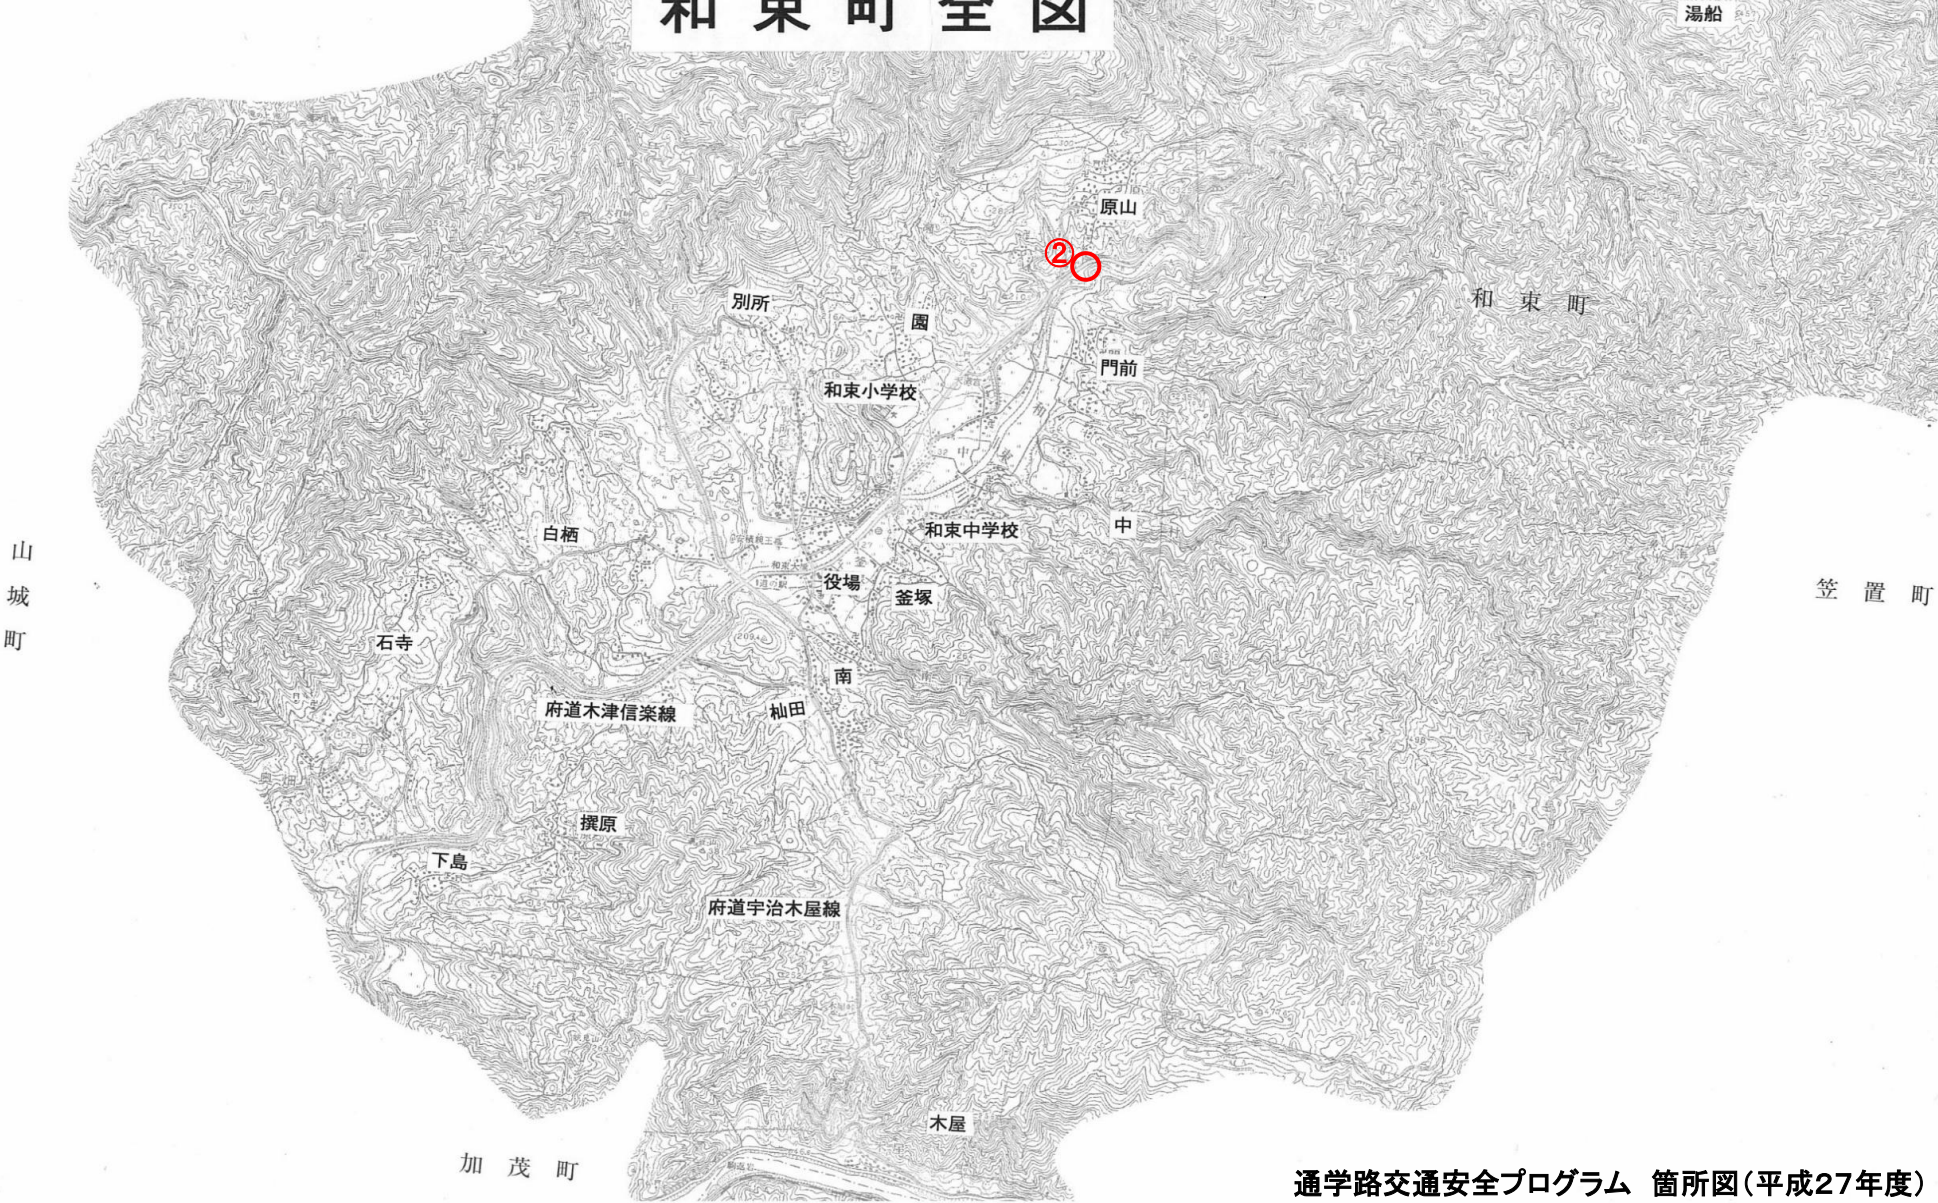 和束町全図
湯船
原山
②
和束町
別所
園
門前
和束小学校
中
和束中学校
中
白栖
役場
釜塚
山城町
笠置町
石寺
南
府道木津信楽線
杣田
撰原
下島
府道宇治木屋線
木屋
加茂町
通学路交通安全プログラム 箇所図(平成27年度)